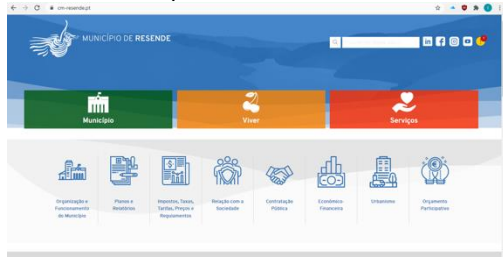 cm-resende.pt
MUNICÍPIO DE RESENDE
Município
Viver
Serviços
Organização e
Funcionamento
do Município
Planos e
Relatórios
Impostos, Taxas,
Tarifas, Preços e
Regulamentos
Relação com a
Sociedade
Contratação
Pública
Económico
Financeira
Urbanismo
Orçamento
Participativo